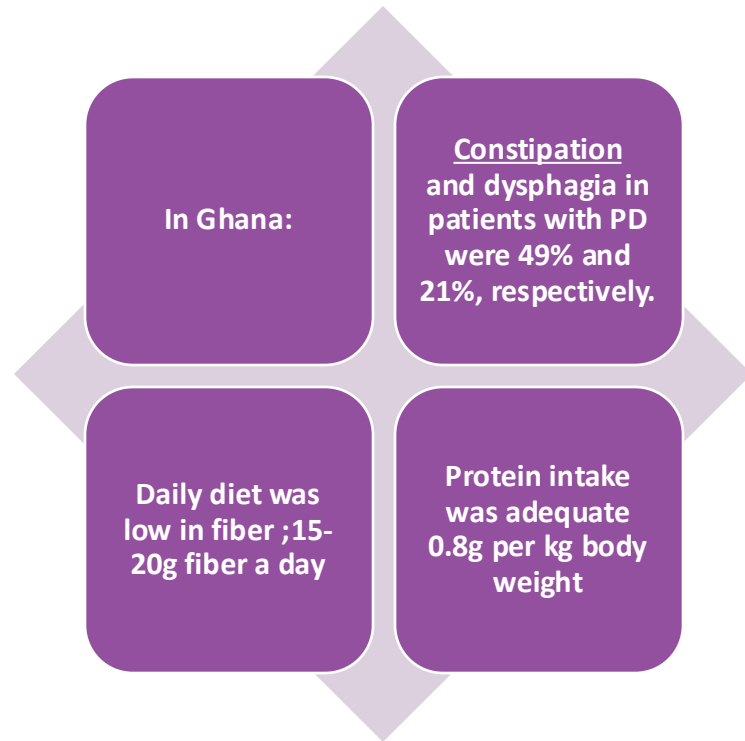 In Ghana:
Constipation
and dysphagia in
patients with PD
were 49% and
21%, respectively.
Daily diet was
low in fiber ;15-
20g fiber a day
Protein intake
was adequate
0.8g per kg body
weight